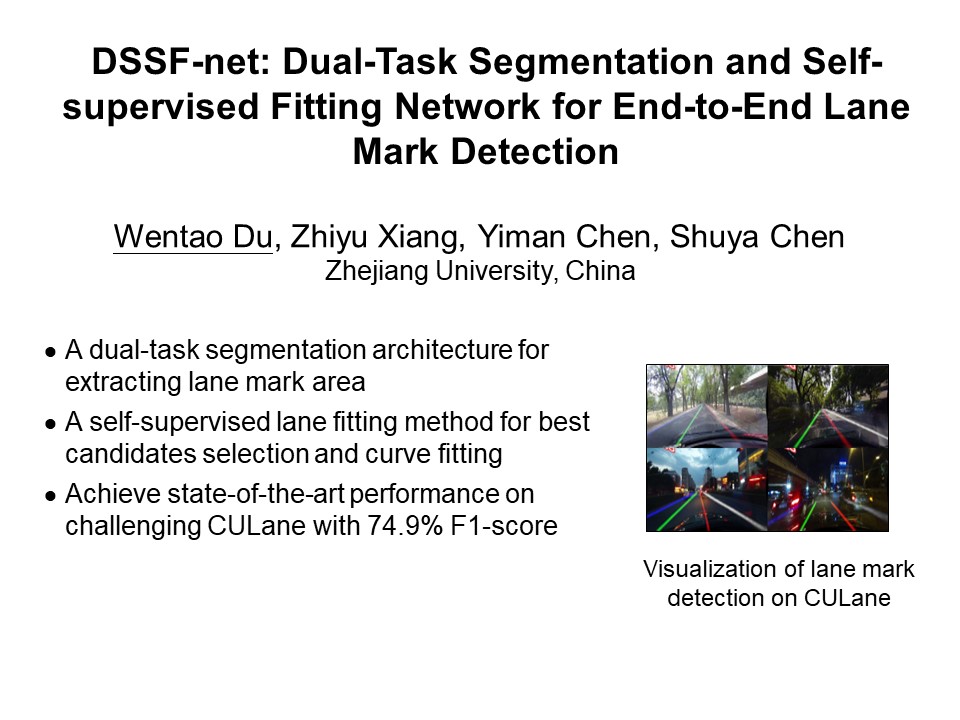 DSSF-net: Dual-Task Segmentation and Self-
supervised Fitting Network for End-to-End Lane
Mark Detection
Wentao Du, Zhiyu Xiang, Yiman Chen, Shuya Chen
Zhejiang University, China
● A dual-task segmentation architecture for
extracting lane mark area
● A self-supervised lane fitting method for best
candidates selection and curve fitting
● Achieve state-of-the-art performance on
challenging CULane with 74.9% F1-score
Visualization of lane mark
detection on CULane